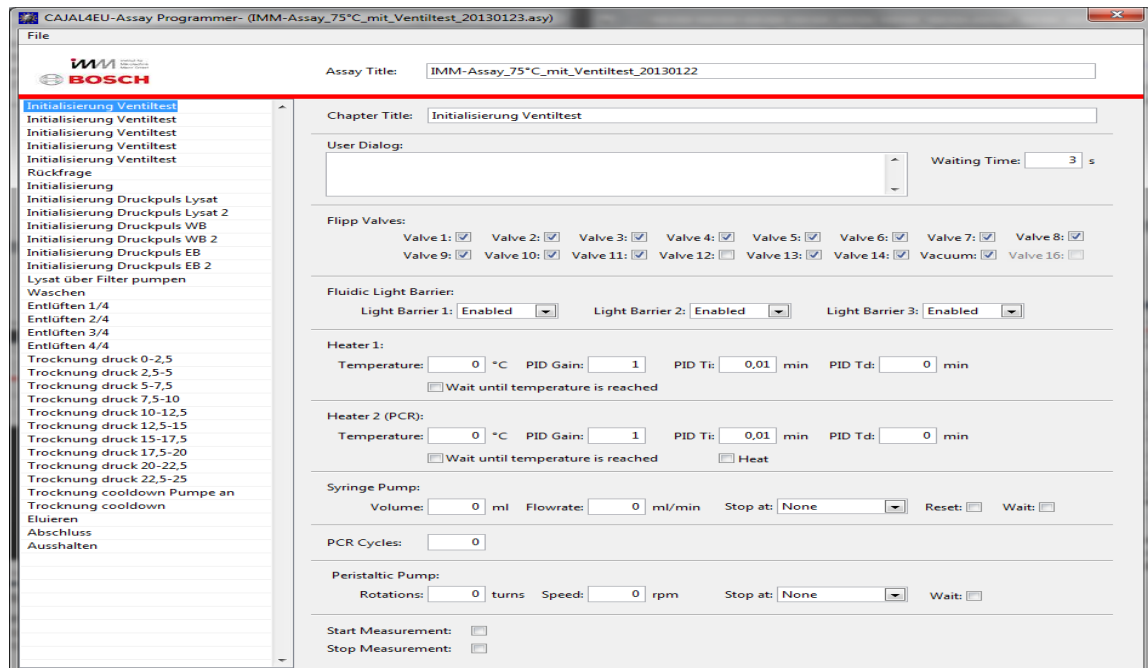 CAJAL4EU-Assay Programmer- (IMM-Assay_75°C_mit_Ventiltest_20130123.asy)
File
imm
BOSCH
Assay Title: IMM-Assay_75°C_mit_Ventiltest_20130122
Initialisierung Ventiltest
Initialisierung Ventiltest
Initialisierung Ventiltest
Initialisierung Ventiltest
Initialisierung Ventiltest
Rückfrage
Initialisierung
Initialisierung Druckpuls Lysat
Initialisierung Druckpuls Lysat 2
Initialisierung Druckpuls WB
Initialisierung Druckpuls WB 2
Initialisierung Druckpuls EB
Initialisierung Druckpuls EB 2
Lysat über Filter pumpen
Waschen
Entlüften 1/4
Entlüften 2/4
Entlüften 3/4
Entlüften 4/4
Trocknung druck 0-2,5
Trocknung druck 2,5-5
Trocknung druck 5-7,5
Trocknung druck 7,5-10
Trocknung druck 10-12,5
Trocknung druck 12,5-15
Trocknung druck 15-17,5
Trocknung druck 17,5-20
Trocknung druck 20-22,5
Trocknung druck 22,5-25
Trocknung cooldown Pumpe an
Trocknung cooldown
Eluieren
Abschluss
Ausshalten
Chapter Title: Initialisierung Ventiltest
User Dialog:
Waiting Time: 3 s
Flipp Valves:
Valve 1: Valve 2: Valve 3: Valve 4: Valve 5: Valve 6: Valve 7: Valve 8:
Valve 9: Valve 10: Valve 11: Valve 12: Valve 13: Valve 14: Vacuum: Valve 16:
Fluidic Light Barrier:
Light Barrier 1: Enabled Light Barrier 2: Enabled Light Barrier 3: Enabled
Heater 1:
Temperature: 0 °C PID Gain: 1 PID Ti: 0,01 min PID Td: 0 min
Wait until temperature is reached
Heater 2 (PCR):
Temperature: 0 °C PID Gain: 1 PID Ti: 0,01 min PID Td: 0 min
Wait until temperature is reached Heat
Syringe Pump:
Volume: 0 ml Flowrate: 0 ml/min Stop at: None Reset: Wait:
PCR Cycles: 0
Peristaltic Pump:
Rotations: 0 turns Speed: 0 rpm Stop at: None Wait:
Start Measurement:
Stop Measurement: